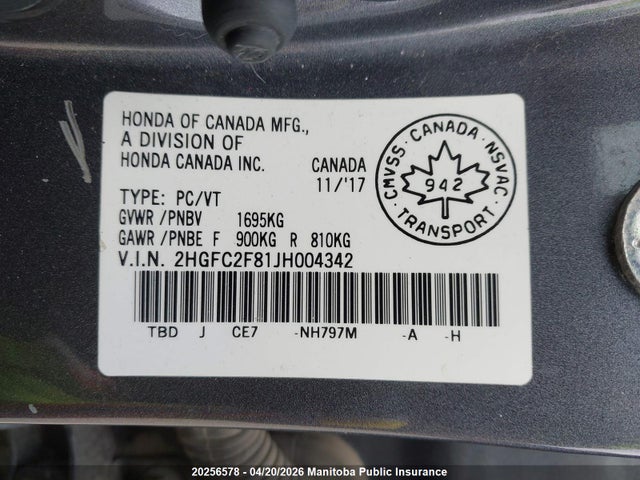 HONDA OF CANADA MFG.,
A DIVISION OF
HONDA CANADA INC. CANADA
11/'17
TYPE: PC/VT
GVWR /PNBV 1695KG
GAWR /PNBE F 900KG R 810KG
V.I.N. 2HGFC2F81JH004342
TBD J CE7 -NH797M -A -H
CMVSS · CANADA · NSVAC
942
TRANSPORT
20256578 - 04/20/2026 Manitoba Public Insurance